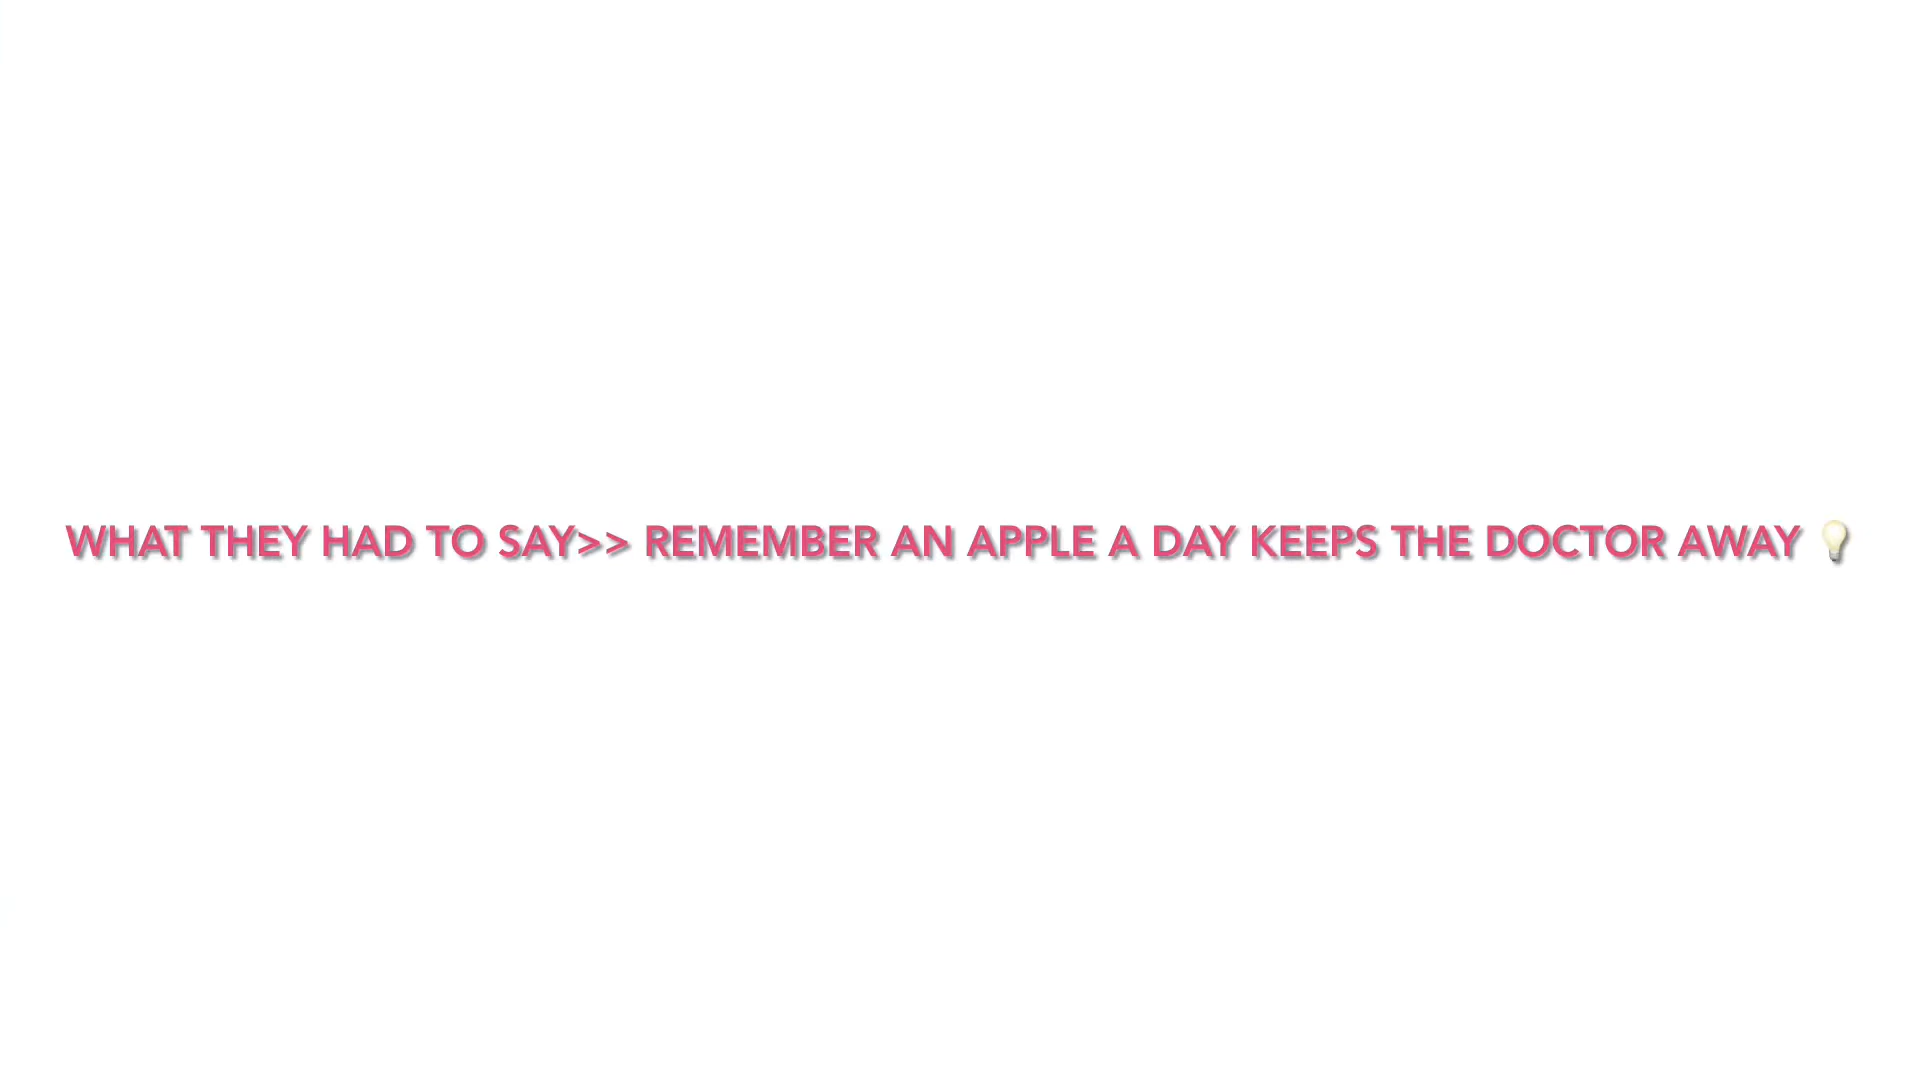 WHAT THEY HAD TO SAY>> REMEMBER AN APPLE A DAY KEEPS THE DOCTOR AWAY 💡